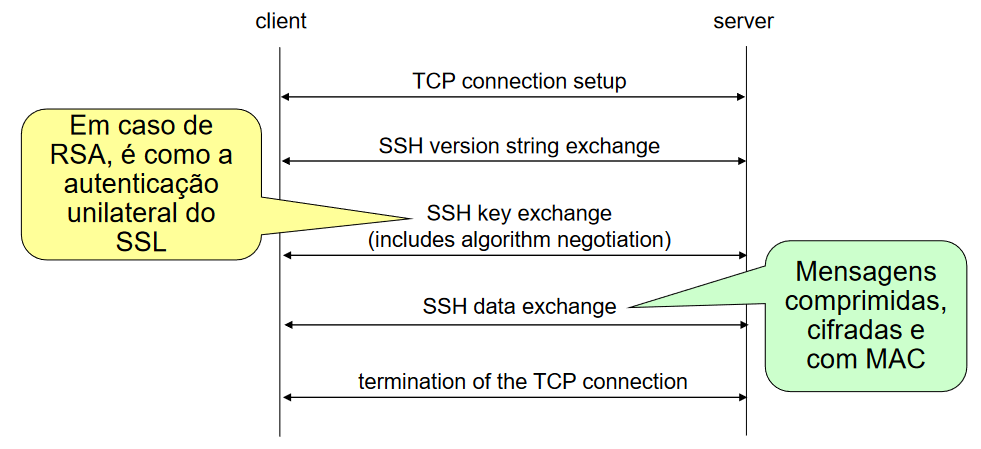 client
server
TCP connection setup
Em caso de
RSA, é como a
autenticação
unilateral do
SSL
SSH version string exchange
SSH key exchange
(includes algorithm negotiation)
Mensagens
comprimidas,
cifradas e
com MAC
SSH data exchange
termination of the TCP connection